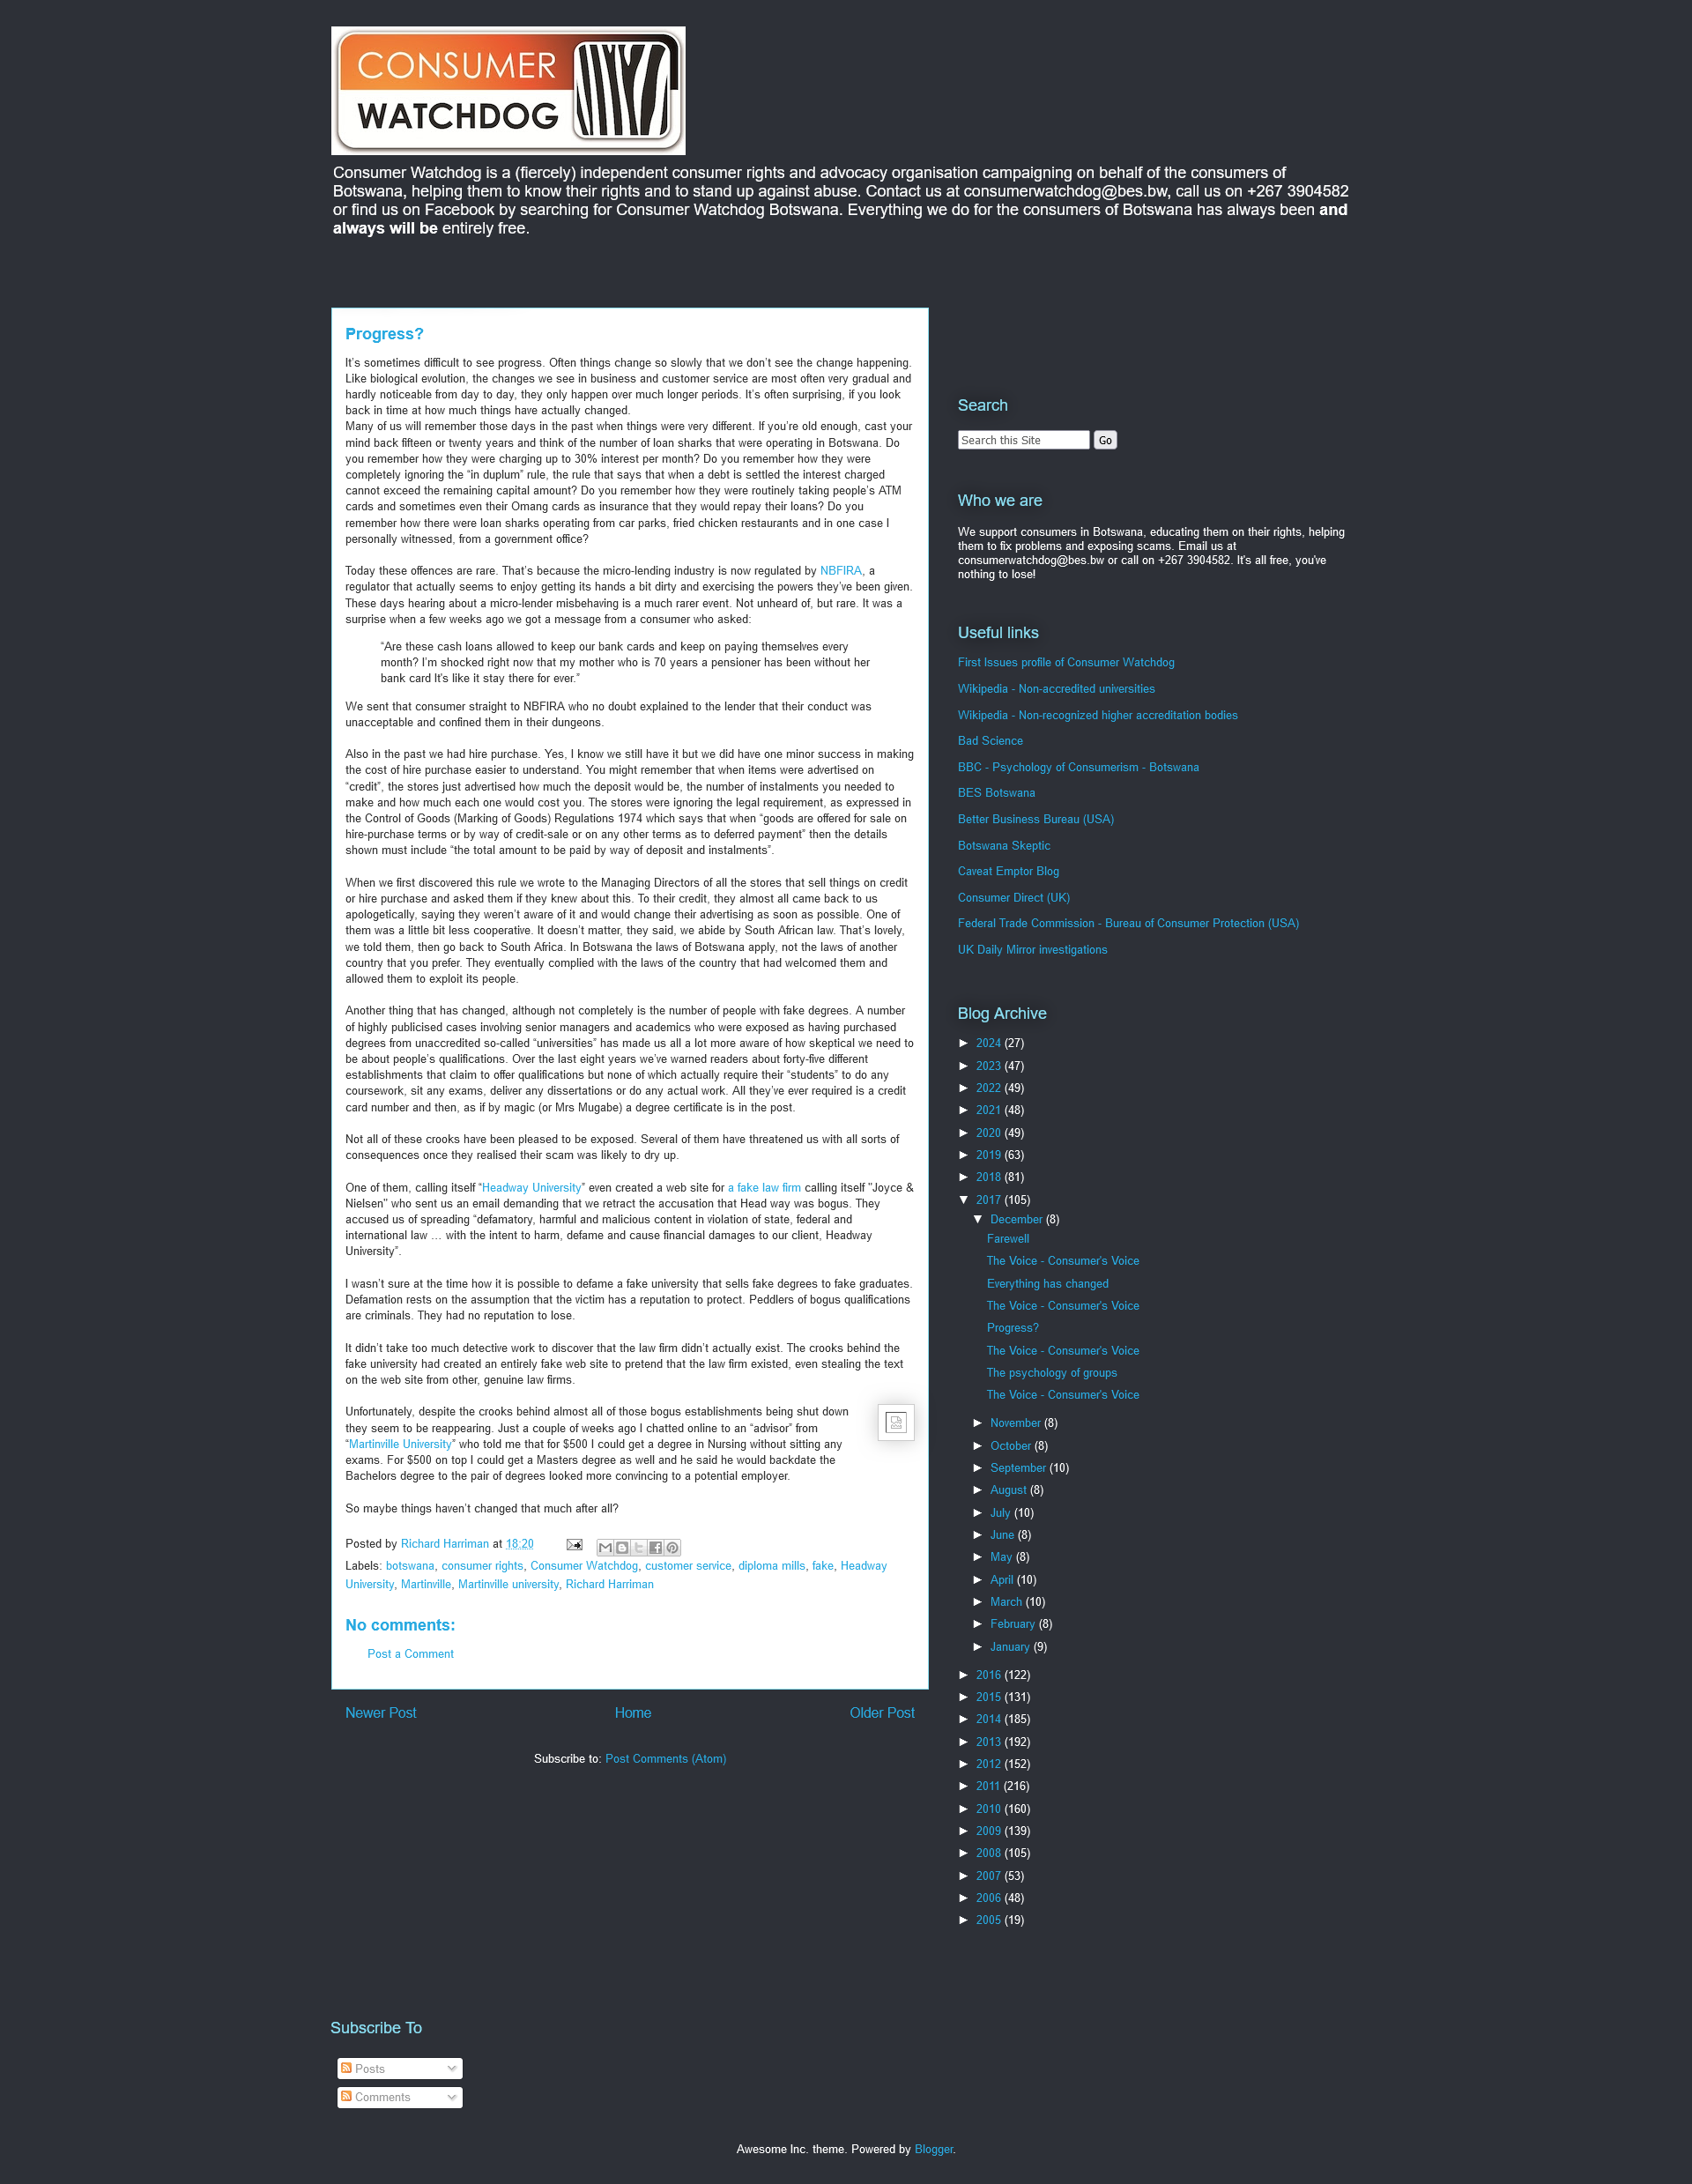 CONSUMER
WATCHDOG
Consumer Watchdog is a (fiercely) independent consumer rights and advocacy organisation campaigning on behalf of the consumers of
Botswana, helping them to know their rights and to stand up against abuse. Contact us at consumerwatchdog@bes.bw, call us on +267 3904582
or find us on Facebook by searching for Consumer Watchdog Botswana. Everything we do for the consumers of Botswana has always been and
always will be entirely free.
Progress?
It's sometimes difficult to see progress. Often things change so slowly that we don't see the change happening.
Like biological evolution, the changes we see in business and customer service are most often very gradual and
hardly noticeable from day to day, they only happen over much longer periods. It's often surprising, if you look
back in time at how much things have actually changed.
Many of us will remember those days in the past when things were very different. If you're old enough, cast your
mind back fifteen or twenty years and think of the number of loan sharks that were operating in Botswana. Do
you remember how they were charging up to 30% interest per month? Do you remember how they were
completely ignoring the "in duplum" rule, the rule that says that when a debt is settled the interest charged
cannot exceed the remaining capital amount? Do you remember how they were routinely taking people's ATM
cards and sometimes even their Omang cards as insurance that they would repay their loans? Do you
remember how there were loan sharks operating from car parks, fried chicken restaurants and in one case I
personally witnessed, from a government office?
Today these offences are rare. That's because the micro-lending industry is now regulated by NBFIRA, a
regulator that actually seems to enjoy getting its hands a bit dirty and exercising the powers they've been given.
These days hearing about a micro-lender misbehaving is a much rarer event. Not unheard of, but rare. It was a
surprise when a few weeks ago we got a message from a consumer who asked:
"Are these cash loans allowed to keep our bank cards and keep on paying themselves every
month? I'm shocked right now that my mother who is 70 years a pensioner has been without her
bank card It's like it stay there for ever."
We sent that consumer straight to NBFIRA who no doubt explained to the lender that their conduct was
unacceptable and confined them in their dungeons.
Also in the past we had hire purchase. Yes, I know we still have it but we did have one minor success in making
the cost of hire purchase easier to understand. You might remember that when items were advertised on
"credit", the stores just advertised how much the deposit would be, the number of instalments you needed to
make and how much each one would cost you. The stores were ignoring the legal requirement, as expressed in
the Control of Goods (Marking of Goods) Regulations 1974 which says that when "goods are offered for sale on
hire-purchase terms or by way of credit-sale or on any other terms as to deferred payment" then the details
shown must include "the total amount to be paid by way of deposit and instalments".
When we first discovered this rule we wrote to the Managing Directors of all the stores that sell things on credit
or hire purchase and asked them if they knew about this. To their credit, they almost all came back to us
apologetically, saying they weren't aware of it and would change their advertising as soon as possible. One of
them was a little bit less cooperative. It doesn't matter, they said, we abide by South African law. That's lovely,
we told them, then go back to South Africa. In Botswana the laws of Botswana apply, not the laws of another
country that you prefer. They eventually complied with the laws of the country that had welcomed them and
allowed them to exploit its people.
Another thing that has changed, although not completely is the number of people with fake degrees. A number
of highly publicised cases involving senior managers and academics who were exposed as having purchased
degrees from unaccredited so-called "universities" has made us all a lot more aware of how skeptical we need to
be about people's qualifications. Over the last eight years we've warned readers about forty-five different
establishments that claim to offer qualifications but none of which actually require their "students" to do any
coursework, sit any exams, deliver any dissertations or do any actual work. All they've ever required is a credit
card number and then, as if by magic (or Mrs Mugabe) a degree certificate is in the post.
Not all of these crooks have been pleased to be exposed. Several of them have threatened us with all sorts of
consequences once they realised their scam was likely to dry up.
One of them, calling itself "Headway University" even created a web site for a fake law firm calling itself "Joyce &
Nielsen" who sent us an email demanding that we retract the accusation that Head way was bogus. They
accused us of spreading "defamatory, harmful and malicious content in violation of state, federal and
international law … with the intent to harm, defame and cause financial damages to our client, Headway
University".
I wasn't sure at the time how it is possible to defame a fake university that sells fake degrees to fake graduates.
Defamation rests on the assumption that the victim has a reputation to protect. Peddlers of bogus qualifications
are criminals. They had no reputation to lose.
It didn't take too much detective work to discover that the law firm didn't actually exist. The crooks behind the
fake university had created an entirely fake web site to pretend that the law firm existed, even stealing the text
on the web site from other, genuine law firms.
Unfortunately, despite the crooks behind almost all of those bogus establishments being shut down
they seem to be reappearing. Just a couple of weeks ago I chatted online to an "advisor" from
"Martinville University" who told me that for $500 I could get a degree in Nursing without sitting any
exams. For $500 on top I could get a Masters degree as well and he said he would backdate the
Bachelors degree to the pair of degrees looked more convincing to a potential employer.
So maybe things haven't changed that much after all?
Posted by Richard Harriman at 18:20
Labels: botswana, consumer rights, Consumer Watchdog, customer service, diploma mills, fake, Headway
University, Martinville, Martinville university, Richard Harriman
No comments:
Post a Comment
Newer Post Home Older Post
Subscribe to: Post Comments (Atom)
Search
Search this Site Go
Who we are
We support consumers in Botswana, educating them on their rights, helping
them to fix problems and exposing scams. Email us at
consumerwatchdog@bes.bw or call on +267 3904582. It's all free, you've
nothing to lose!
Useful links
First Issues profile of Consumer Watchdog
Wikipedia - Non-accredited universities
Wikipedia - Non-recognized higher accreditation bodies
Bad Science
BBC - Psychology of Consumerism - Botswana
BES Botswana
Better Business Bureau (USA)
Botswana Skeptic
Caveat Emptor Blog
Consumer Direct (UK)
Federal Trade Commission - Bureau of Consumer Protection (USA)
UK Daily Mirror investigations
Blog Archive
► 2024 (27)
► 2023 (47)
► 2022 (49)
► 2021 (48)
► 2020 (49)
► 2019 (63)
► 2018 (81)
▼ 2017 (105)
▼ December (8)
Farewell
The Voice - Consumer's Voice
Everything has changed
The Voice - Consumer's Voice
Progress?
The Voice - Consumer's Voice
The psychology of groups
The Voice - Consumer's Voice
► November (8)
► October (8)
► September (10)
► August (8)
► July (10)
► June (8)
► May (8)
► April (10)
► March (10)
► February (8)
► January (9)
► 2016 (122)
► 2015 (131)
► 2014 (185)
► 2013 (192)
► 2012 (152)
► 2011 (216)
► 2010 (160)
► 2009 (139)
► 2008 (105)
► 2007 (53)
► 2006 (48)
► 2005 (19)
Subscribe To
Posts
Comments
Awesome Inc. theme. Powered by Blogger.